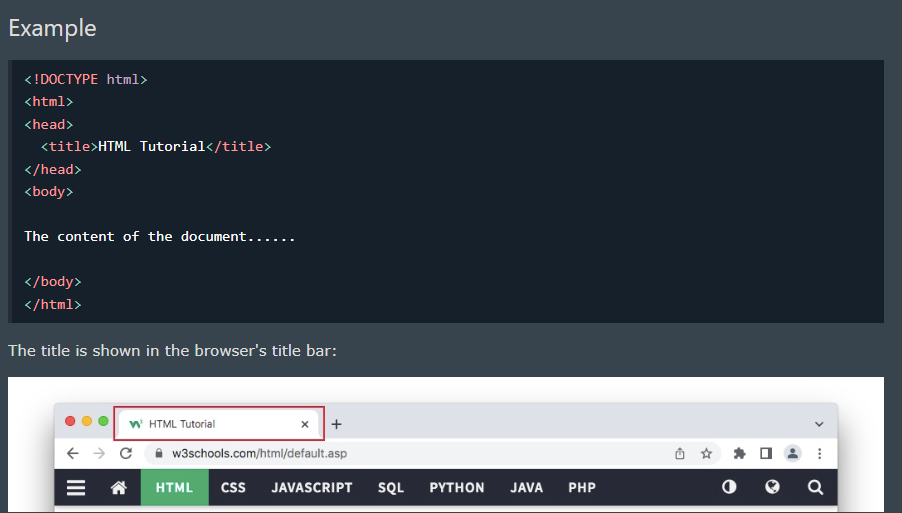 Example
<!DOCTYPE html>
<html>
<head>
  <title>HTML Tutorial</title>
</head>
<body>
The content of the document......
</body>
</html>
The title is shown in the browser's title bar:
HTML Tutorial
w3schools.com/html/default.asp
HTML CSS JAVASCRIPT SQL PYTHON JAVA PHP